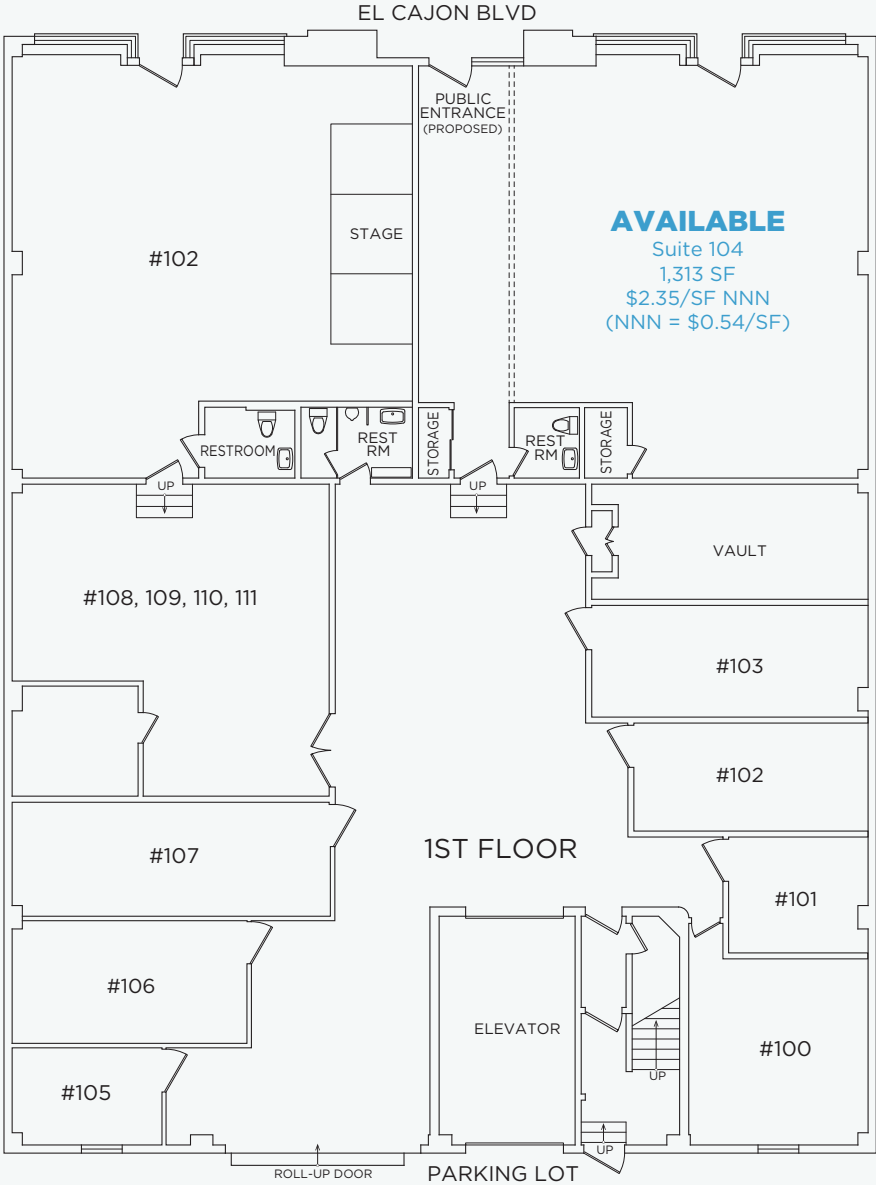 EL CAJON BLVD
PUBLIC
ENTRANCE
(PROPOSED)
AVAILABLE
Suite 104
1,313 SF
$2.35/SF NNN
(NNN = $0.54/SF)
STAGE
#102
RESTROOM
REST
RM
STORAGE
REST
RM
STORAGE
UP
UP
VAULT
#108, 109, 110, 111
#103
#102
1ST FLOOR
#107
#101
#106
ELEVATOR
#100
UP
#105
UP
ROLL-UP DOOR
PARKING LOT